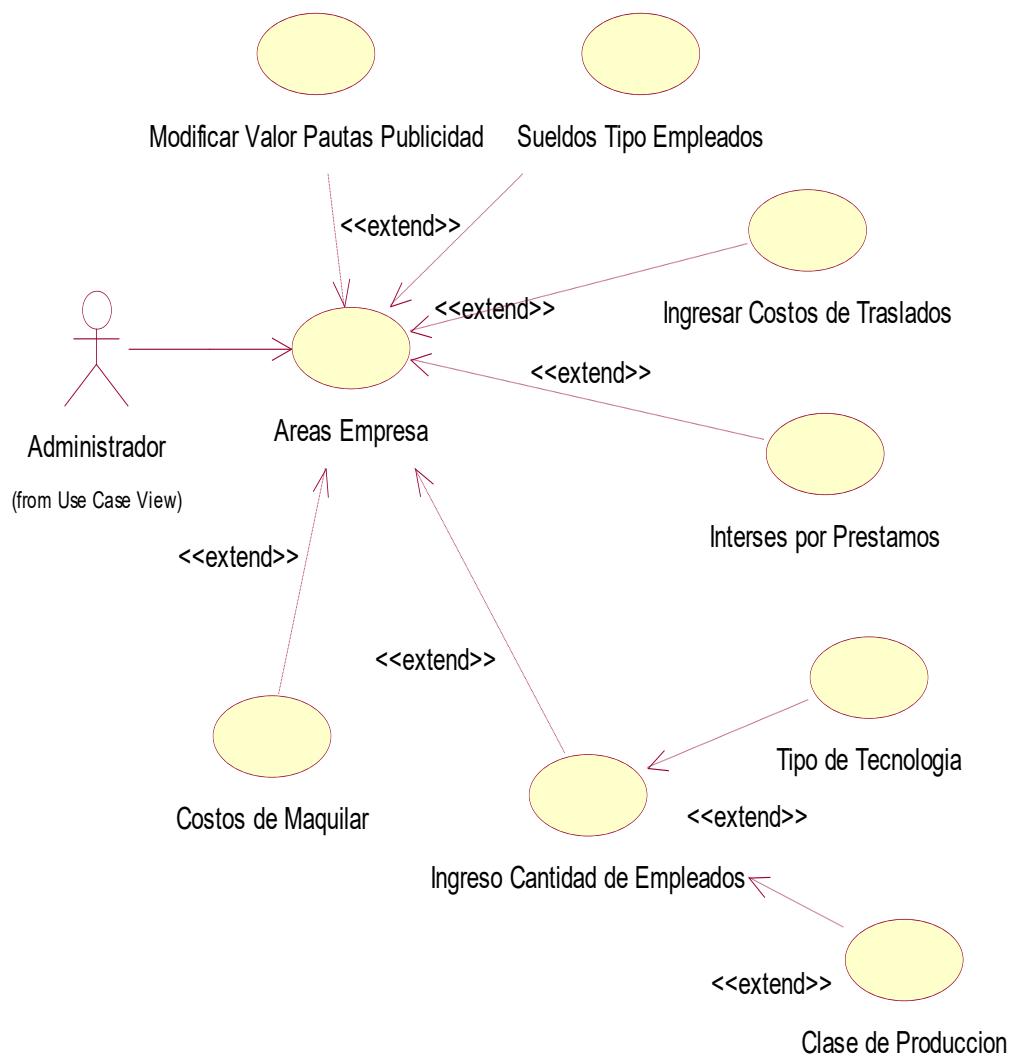 Modificar Valor Pautas Publicidad
Sueldos Tipo Empleados
<<extend>>
<<extend>>
Ingresar Costos de Traslados
<<extend>>
Areas Empresa
Administrador
(from Use Case View)
Interses por Prestamos
<<extend>>
<<extend>>
Tipo de Tecnologia
Costos de Maquilar
<<extend>>
Ingreso Cantidad de Empleados
<<extend>>
Clase de Produccion